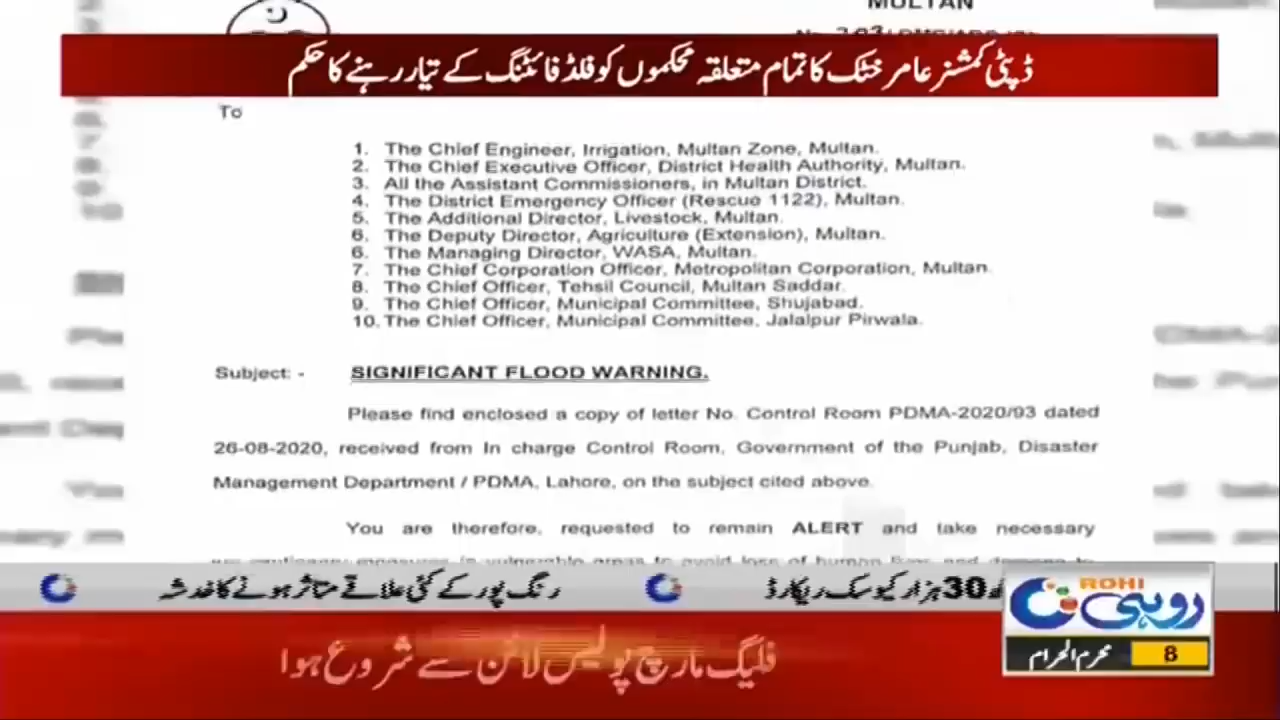 MULTAN
ڈپٹی کمشنر عامر خٹک کا تمام متعلقہ محکموں کو فلڈ فائٹنگ کے تیار رہنے کا حکم
To
1. The Chief Engineer, Irrigation, Multan Zone, Multan.
2. The Chief Executive Officer, District Health Authority, Multan.
3. All the Assistant Commissioners, in Multan District.
4. The District Emergency Officer (Rescue 1122), Multan.
5. The Additional Director, Livestock, Multan.
6. The Deputy Director, Agriculture (Extension), Multan.
6. The Managing Director, WASA, Multan.
7. The Chief Corporation Officer, Metropolitan Corporation, Multan.
8. The Chief Officer, Tehsil Council, Multan Saddar.
9. The Chief Officer, Municipal Committee, Shujabad.
10. The Chief Officer, Municipal Committee, Jalalpur Pirwala.
Subject: - SIGNIFICANT FLOOD WARNING.
Please find enclosed a copy of letter No. Control Room PDMA-2020/93 dated
26-08-2020, received from In charge Control Room, Government of the Punjab, Disaster
Management Department / PDMA, Lahore, on the subject cited above.
You are therefore, requested to remain ALERT and take necessary
30 ہزار کیوسک ریکارڈ رنگ پور کے کئی علاقے متاثر ہونے کا خدشہ
ROHI
روہی
8 محرم الحرام
فلیگ مارچ پولیس لائن سے شروع ہوا